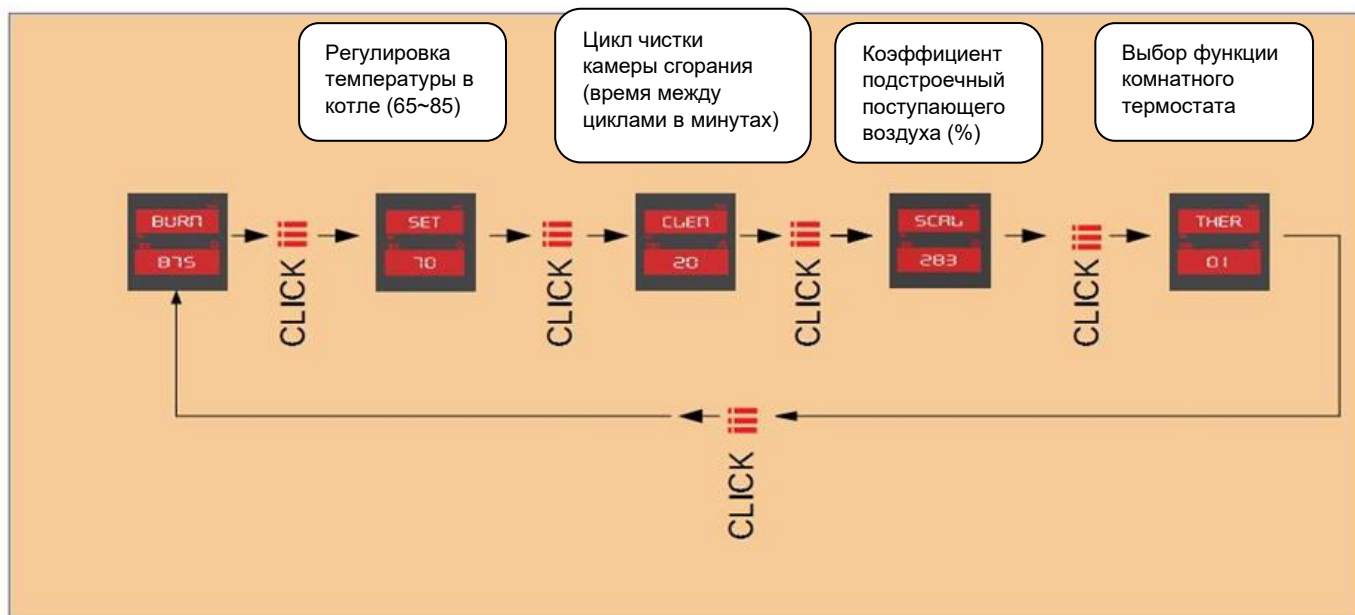 Регулировка
температуры в
котле (65~85)
Цикл чистки
камеры сгорания
(время между
циклами в минутах)
Коэффициент
подстроечный
поступающего
воздуха (%)
Выбор функции
комнатного
термостата
BURN
875
CLICK
SET
70
CLICK
CLEN
20
CLICK
SCAL
283
CLICK
THER
01
CLICK